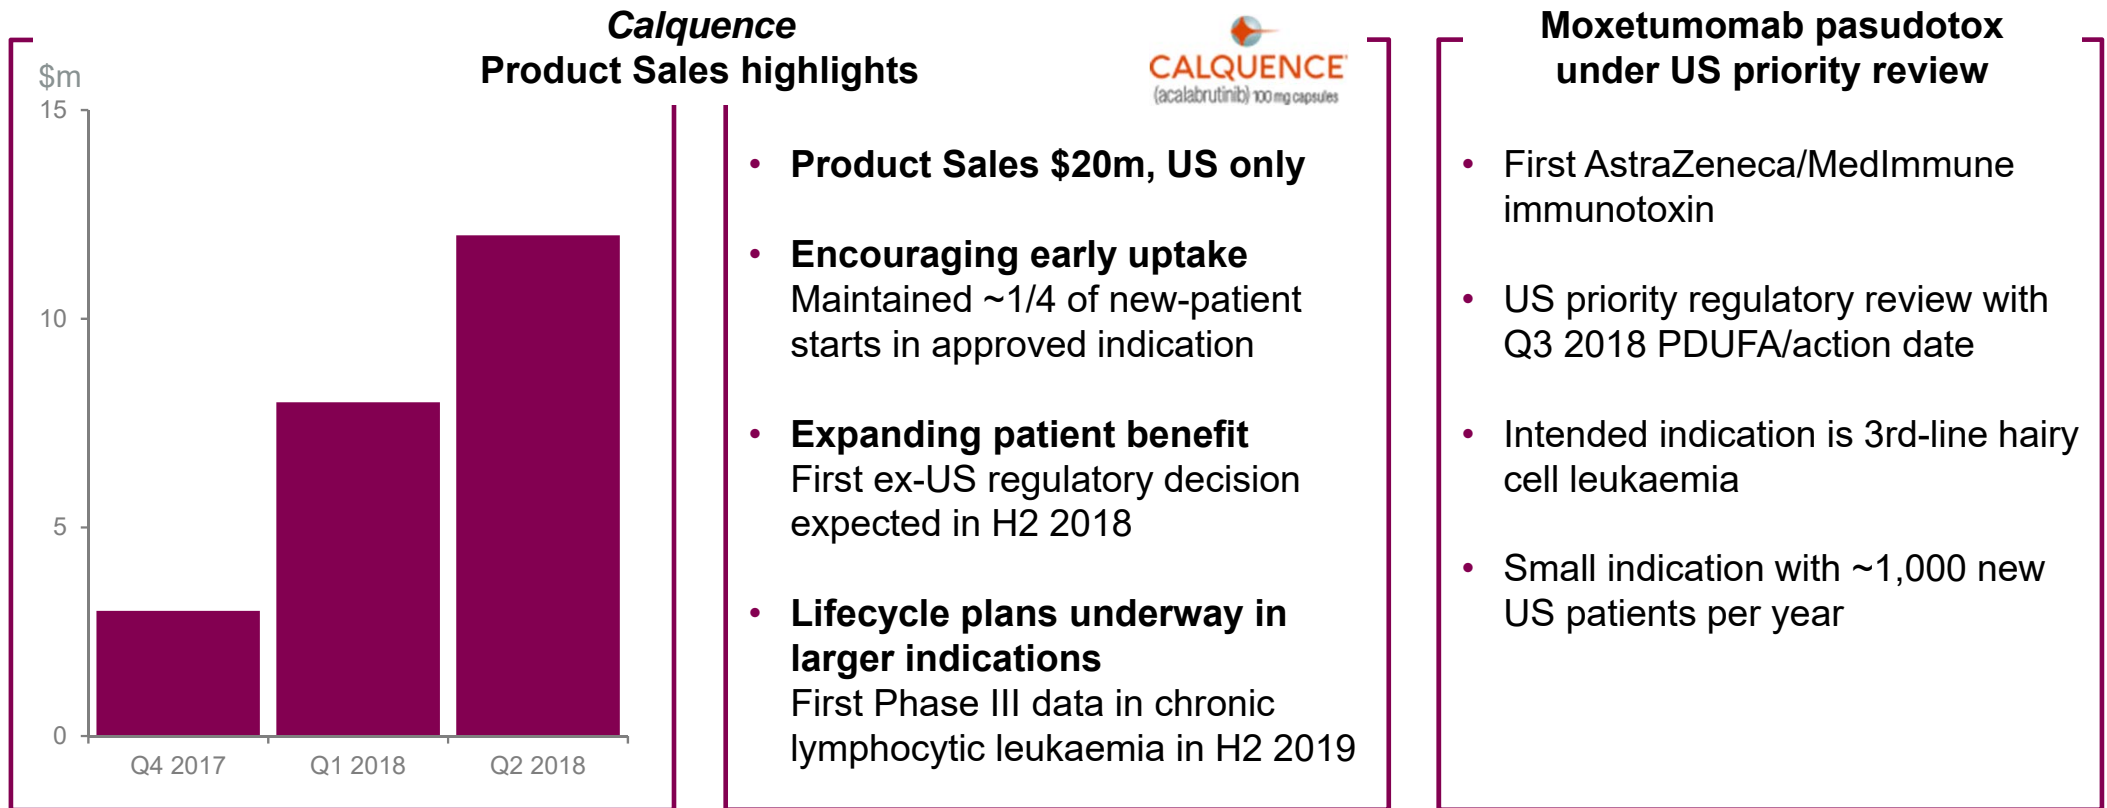 Calquence
Product Sales highlights
$m
15
10
5
0
Q4 2017
Q1 2018
Q2 2018
CALQUENCE®
(acalabrutinib) 100 mg capsules
• Product Sales $20m, US only
• Encouraging early uptake
Maintained ~1/4 of new-patient
starts in approved indication
• Expanding patient benefit
First ex-US regulatory decision
expected in H2 2018
• Lifecycle plans underway in
larger indications
First Phase III data in chronic
lymphocytic leukaemia in H2 2019
Moxetumomab pasudotox
under US priority review
• First AstraZeneca/MedImmune
immunotoxin
• US priority regulatory review with
Q3 2018 PDUFA/action date
• Intended indication is 3rd-line hairy
cell leukaemia
• Small indication with ~1,000 new
US patients per year